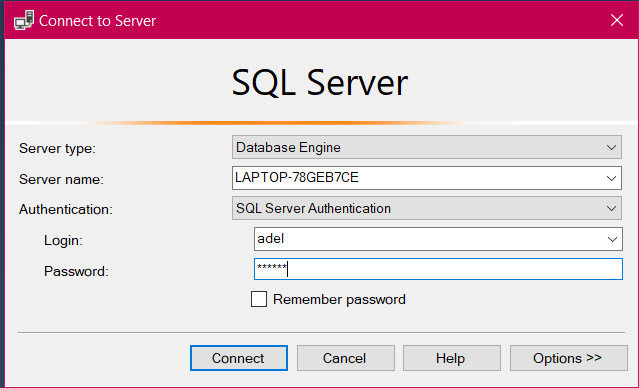 Connect to Server
SQL Server
Server type: Database Engine
Server name: LAPTOP-78GEB7CE
Authentication: SQL Server Authentication
Login: adel
Password: ******
Remember password
Connect Cancel Help Options >>